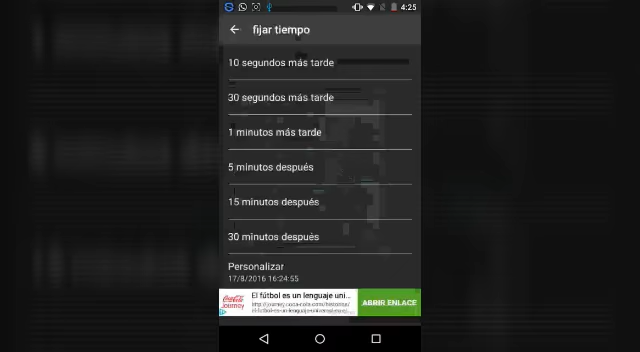 4:25
fijar tiempo
10 segundos más tarde
30 segundos más tarde
1 minutos más tarde
5 minutos después
15 minutos después
30 minutos después
Personalizar
17/8/2016 16:24:55
Coca-Cola
Journey
El fútbol es un lenguaje uni...
ABRIR ENLACE